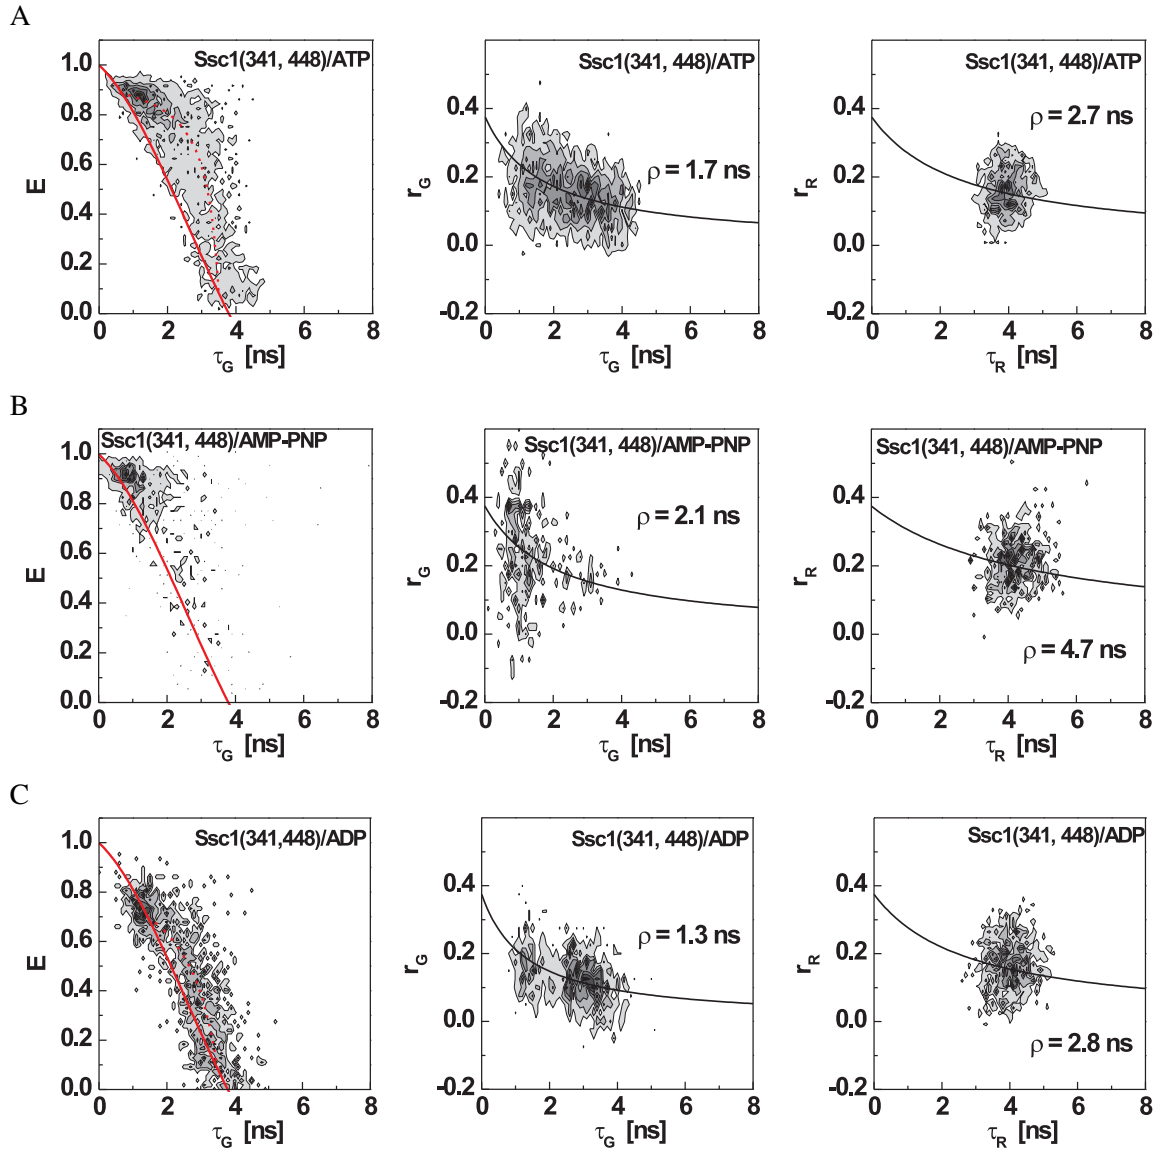 A
Ssc1(341, 448)/ATP
1.0
0.8
0.6
0.4
0.2
0.0
E
0 2 4 6 8
τG [ns]
Ssc1(341, 448)/ATP
ρ = 1.7 ns
0.4
0.2
0.0
-0.2
rG
0 2 4 6 8
τG [ns]
Ssc1(341, 448)/ATP
ρ = 2.7 ns
0.4
0.2
0.0
-0.2
rR
0 2 4 6 8
τR [ns]
B
Ssc1(341, 448)/AMP-PNP
1.0
0.8
0.6
0.4
0.2
0.0
E
0 2 4 6 8
τG [ns]
Ssc1(341, 448)/AMP-PNP
ρ = 2.1 ns
0.4
0.2
0.0
-0.2
rG
0 2 4 6 8
τG [ns]
Ssc1(341, 448)/AMP-PNP
ρ = 4.7 ns
0.4
0.2
0.0
-0.2
rR
0 2 4 6 8
τR [ns]
C
Ssc1(341,448)/ADP
1.0
0.8
0.6
0.4
0.2
0.0
E
0 2 4 6 8
τG [ns]
Ssc1(341, 448)/ADP
ρ = 1.3 ns
0.4
0.2
0.0
-0.2
rG
0 2 4 6 8
τG [ns]
Ssc1(341, 448)/ADP
ρ = 2.8 ns
0.4
0.2
0.0
-0.2
rR
0 2 4 6 8
τR [ns]